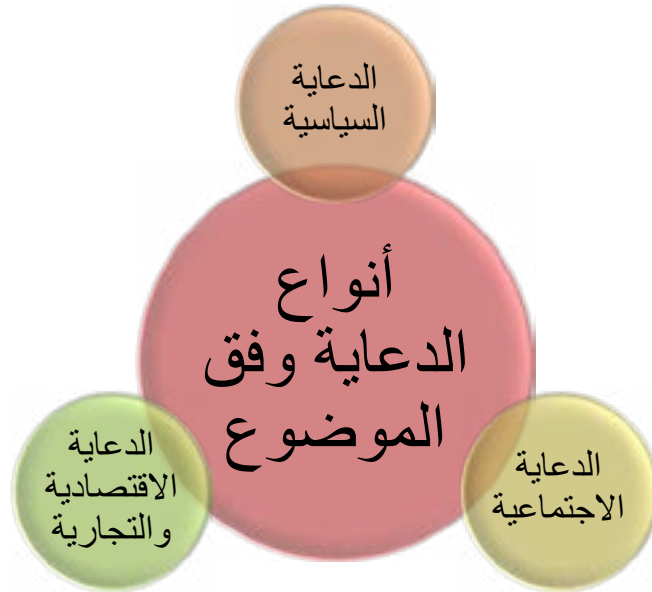 الدعاية
السياسية
أنواع
الدعاية وفق
الموضوع
الدعاية
الاجتماعية
الدعاية
الاقتصادية
والتجارية